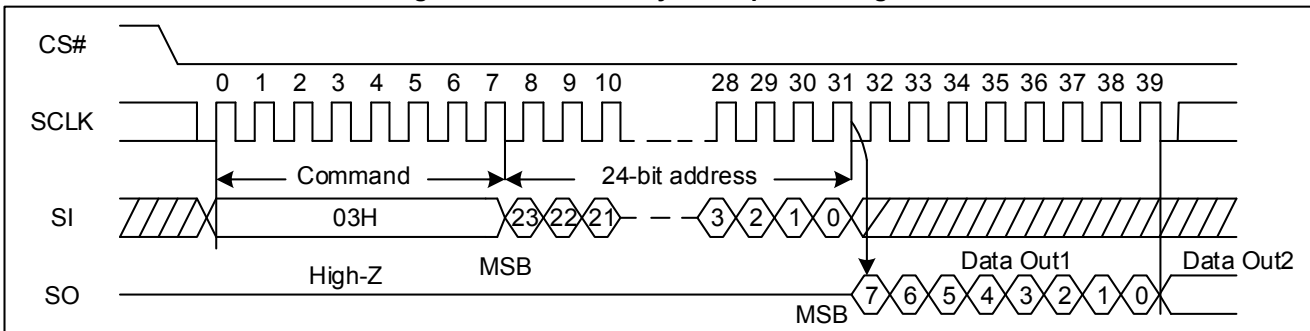 CS#
0 1 2 3 4 5 6 7 8 9 10 28 29 30 31 32 33 34 35 36 37 38 39
SCLK
Command 24-bit address
SI 03H 23 22 21 3 2 1 0
High-Z MSB Data Out1 Data Out2
SO 7 6 5 4 3 2 1 0
MSB